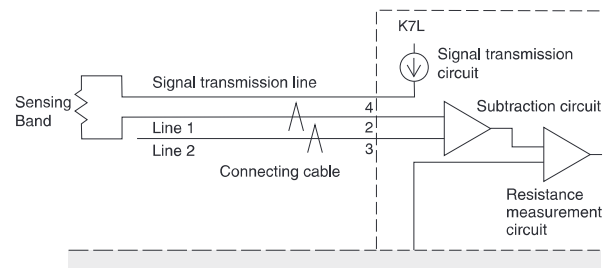 K7L
Signal transmission
circuit
Signal transmission line
Sensing
Band
4
Subtraction circuit
Line 1
2
Line 2
3
Connecting cable
Resistance
measurement
circuit